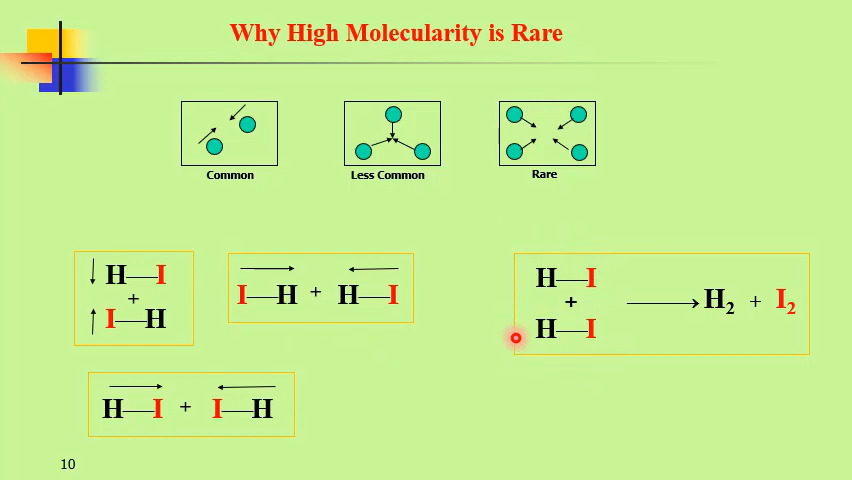 Why High Molecularity is Rare
Common
Less Common
Rare
H—I
+
I—H
I—H + H—I
H—I
+
H—I
H₂ + I₂
H—I + I—H
10